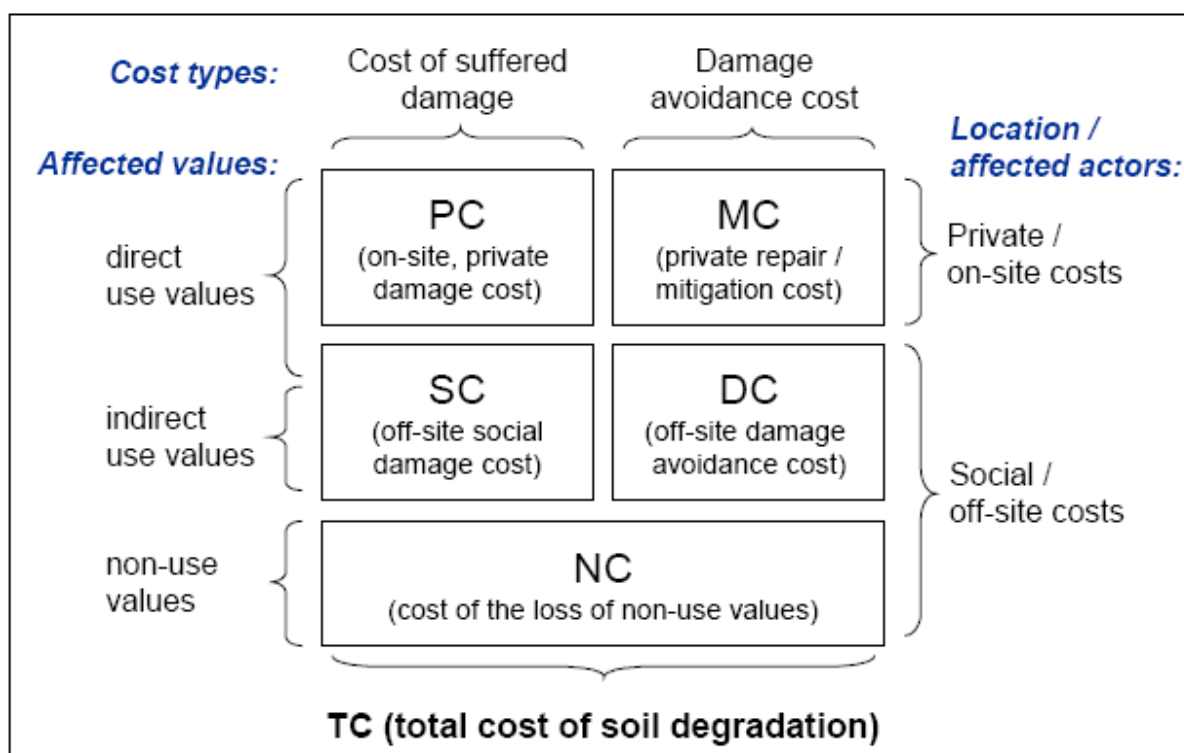 Cost types:
Cost of suffered
damage
Damage
avoidance cost
Affected values:
Location /
affected actors:
direct
use values
PC
(on-site, private
damage cost)
MC
(private repair /
mitigation cost)
Private /
on-site costs
indirect
use values
SC
(off-site social
damage cost)
DC
(off-site damage
avoidance cost)
Social /
off-site costs
non-use
values
NC
(cost of the loss of non-use values)
TC (total cost of soil degradation)